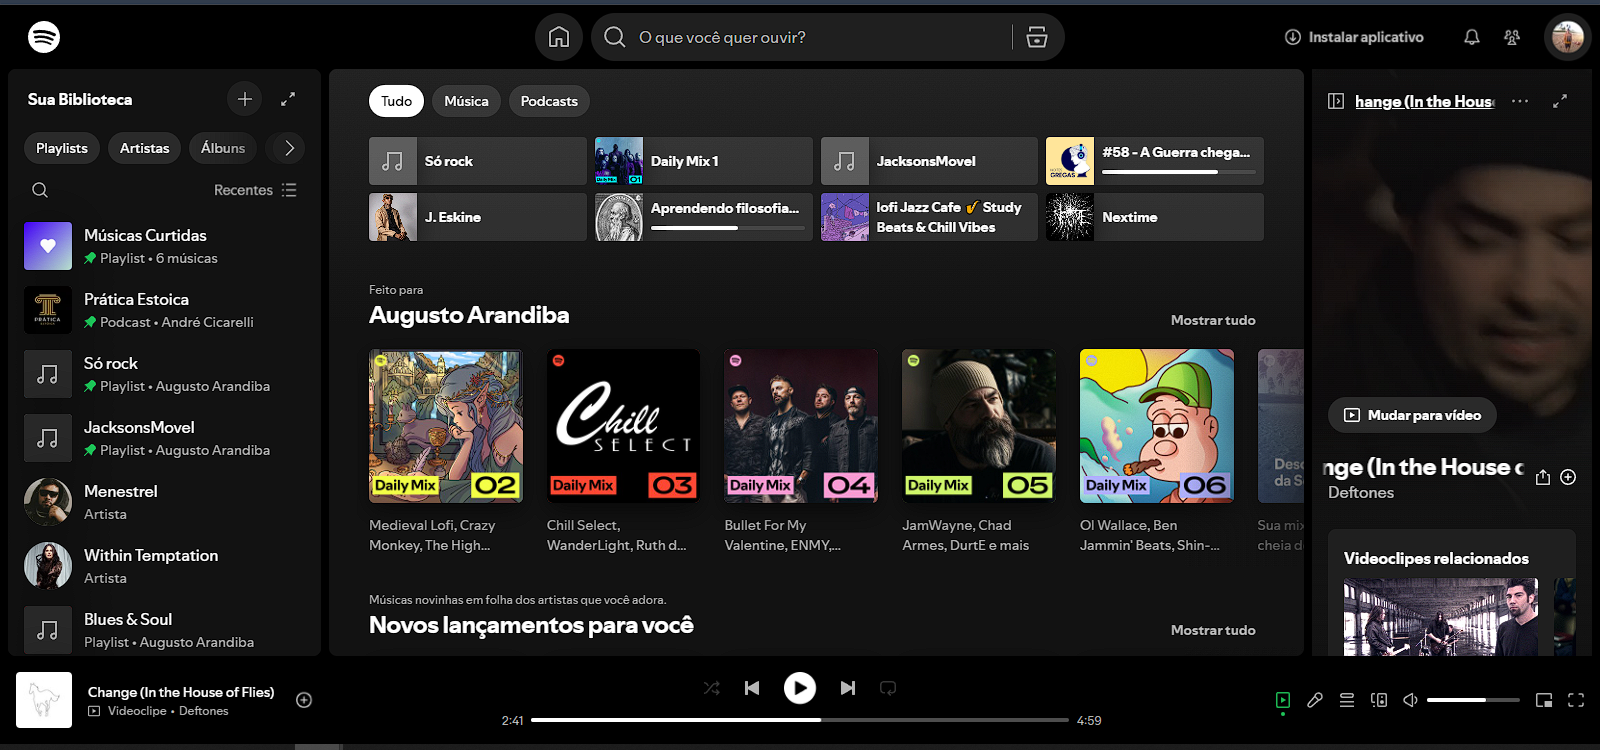 O que você quer ouvir?
Instalar aplicativo
Sua Biblioteca
Playlists
Artistas
Álbuns
Recentes
Músicas Curtidas
Playlist • 6 músicas
Prática Estoica
Podcast • André Cicarelli
Só rock
Playlist • Augusto Arandiba
JacksonsMovel
Playlist • Augusto Arandiba
Menestrel
Artista
Within Temptation
Artista
Blues & Soul
Playlist • Augusto Arandiba
Tudo
Música
Podcasts
Só rock
Daily Mix 1
JacksonsMovel
#58 - A Guerra chega...
J. Eskine
Aprendendo filosofia...
lofi Jazz Cafe 🎷 Study
Beats & Chill Vibes
Nextime
Feito para
Augusto Arandiba
Mostrar tudo
Daily Mix 02
Medieval Lofi, Crazy
Monkey, The High...
Chill
SELECT
Daily Mix 03
Chill Select,
WanderLight, Ruth d...
Daily Mix 04
Bullet For My
Valentine, ENMY,...
Daily Mix 05
JamWayne, Chad
Armes, DurtE e mais
Daily Mix 06
Ol Wallace, Ben
Jammin' Beats, Shin-...
Desc
da Se
Sua mix
cheia d
Músicas novinhas em folha dos artistas que você adora.
Novos lançamentos para você
Mostrar tudo
hange (In the Hous
Mudar para vídeo
nge (In the House o
Deftones
Videoclipes relacionados
Change (In the House of Flies)
Videoclipe • Deftones
2:41
4:59